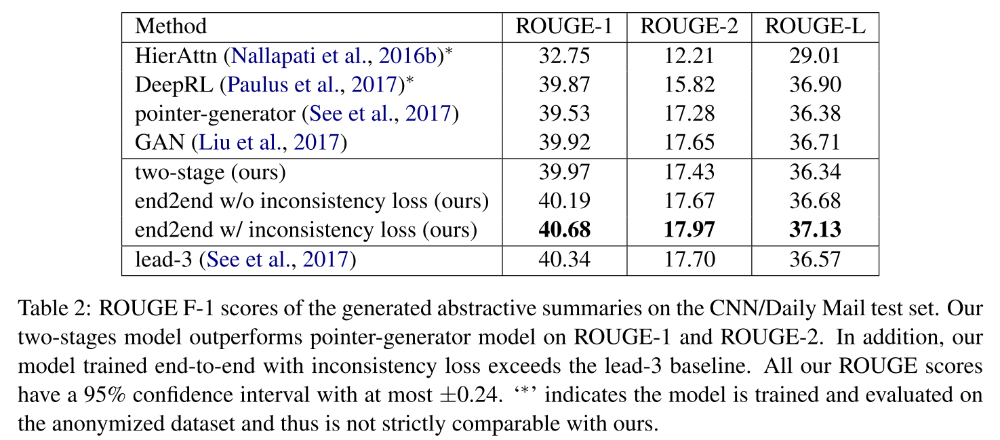 Method ROUGE-1 ROUGE-2 ROUGE-L
HierAttn (Nallapati et al., 2016b)* 32.75 12.21 29.01
DeepRL (Paulus et al., 2017)* 39.87 15.82 36.90
pointer-generator (See et al., 2017) 39.53 17.28 36.38
GAN (Liu et al., 2017) 39.92 17.65 36.71
two-stage (ours) 39.97 17.43 36.34
end2end w/o inconsistency loss (ours) 40.19 17.67 36.68
end2end w/ inconsistency loss (ours) 40.68 17.97 37.13
lead-3 (See et al., 2017) 40.34 17.70 36.57
Table 2: ROUGE F-1 scores of the generated abstractive summaries on the CNN/Daily Mail test set. Our
two-stages model outperforms pointer-generator model on ROUGE-1 and ROUGE-2. In addition, our
model trained end-to-end with inconsistency loss exceeds the lead-3 baseline. All our ROUGE scores
have a 95% confidence interval with at most ±0.24. ‘*’ indicates the model is trained and evaluated on
the anonymized dataset and thus is not strictly comparable with ours.